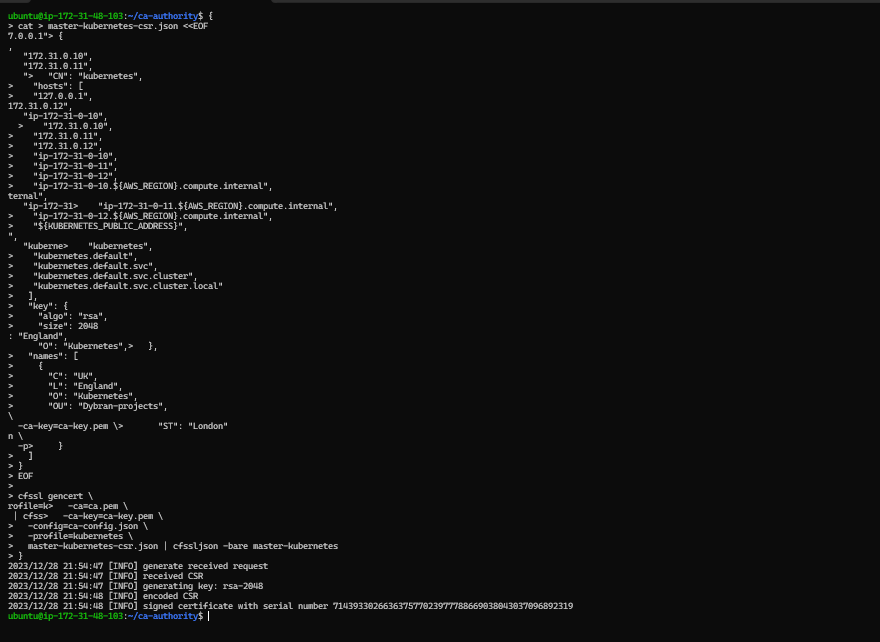 ubuntu@ip-172-31-48-103:~/ca-authority$ {
> cat > master-kubernetes-csr.json <<EOF
7.0.0.1"> {
,
   "172.31.0.10",
   "172.31.0.11",
   ">   "CN": "kubernetes",
>    "hosts": [
>    "127.0.0.1",
172.31.0.12",
   "ip-172-31-0-10",
  >    "172.31.0.10",
>    "172.31.0.11",
>    "172.31.0.12",
>    "ip-172-31-0-10",
>    "ip-172-31-0-11",
>    "ip-172-31-0-12",
>    "ip-172-31-0-10.${AWS_REGION}.compute.internal",
ternal",
   "ip-172-31>    "ip-172-31-0-11.${AWS_REGION}.compute.internal",
>    "ip-172-31-0-12.${AWS_REGION}.compute.internal",
>    "${KUBERNETES_PUBLIC_ADDRESS}",
",
   "kuberne>    "kubernetes",
>    "kubernetes.default",
>    "kubernetes.default.svc",
>    "kubernetes.default.svc.cluster",
>    "kubernetes.default.svc.cluster.local"
>   ],
>   "key": {
>     "algo": "rsa",
>     "size": 2048
: "England",
      "O": "Kubernetes",>   },
>   "names": [
>     {
>       "C": "UK",
>       "L": "England",
>       "O": "Kubernetes",
>       "OU": "Dybran-projects",
\
  -ca-key=ca-key.pem \>       "ST": "London"
n \
  -p>     }
>   ]
> }
> EOF
>
> cfssl gencert \
rofile=k>   -ca=ca.pem \
 | cfss>   -ca-key=ca-key.pem \
>   -config=ca-config.json \
>   -profile=kubernetes \
>   master-kubernetes-csr.json | cfssljson -bare master-kubernetes
> }
2023/12/28 21:54:47 [INFO] generate received request
2023/12/28 21:54:47 [INFO] received CSR
2023/12/28 21:54:47 [INFO] generating key: rsa-2048
2023/12/28 21:54:48 [INFO] encoded CSR
2023/12/28 21:54:48 [INFO] signed certificate with serial number 714393302663637577023977788669038043037096892319
ubuntu@ip-172-31-48-103:~/ca-authority$